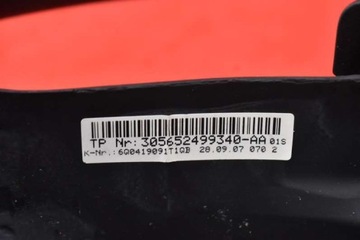 TP Nr: 305652499340-AA 01S
K-Nr.: 6Q0419091T1QB 28.09.07 070 2